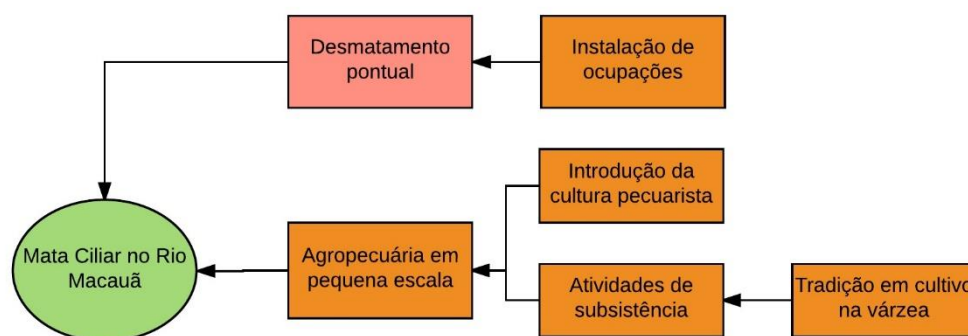 Desmatamento
pontual
Instalação de
ocupações
Introdução da
cultura pecuarista
Mata Ciliar no Rio
Macauã
Agropecuária em
pequena escala
Atividades de
subsistência
Tradição em cultivo
na várzea